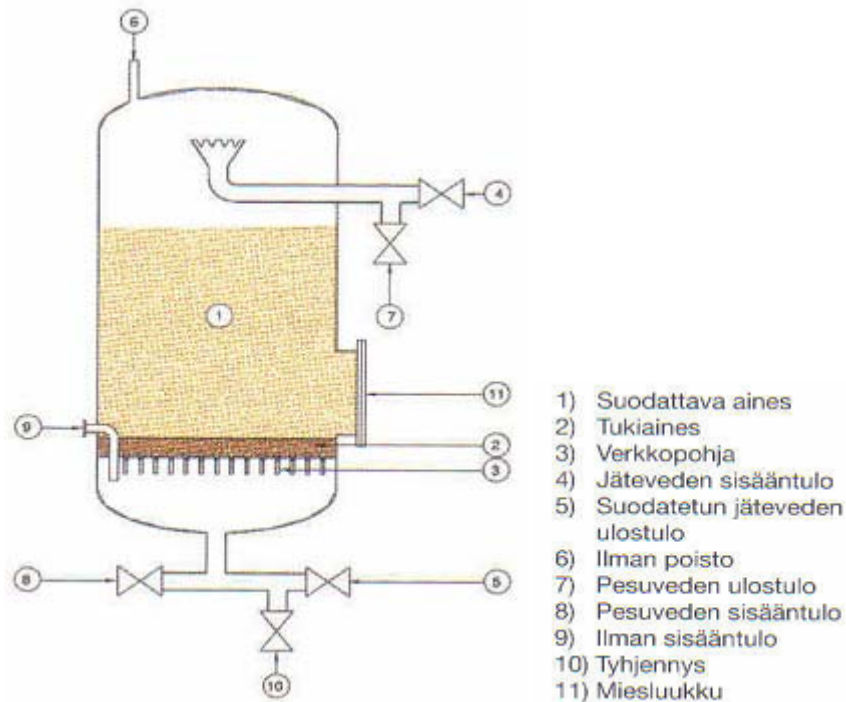 6
4
7
1
11
9
2
3
8
5
10
1) Suodattava aines
2) Tukiaines
3) Verkkopohja
4) Jäteveden sisääntulo
5) Suodatetun jäteveden
ulostulo
6) Ilman poisto
7) Pesuveden ulostulo
8) Pesuveden sisääntulo
9) Ilman sisääntulo
10) Tyhjennys
11) Miesluukku